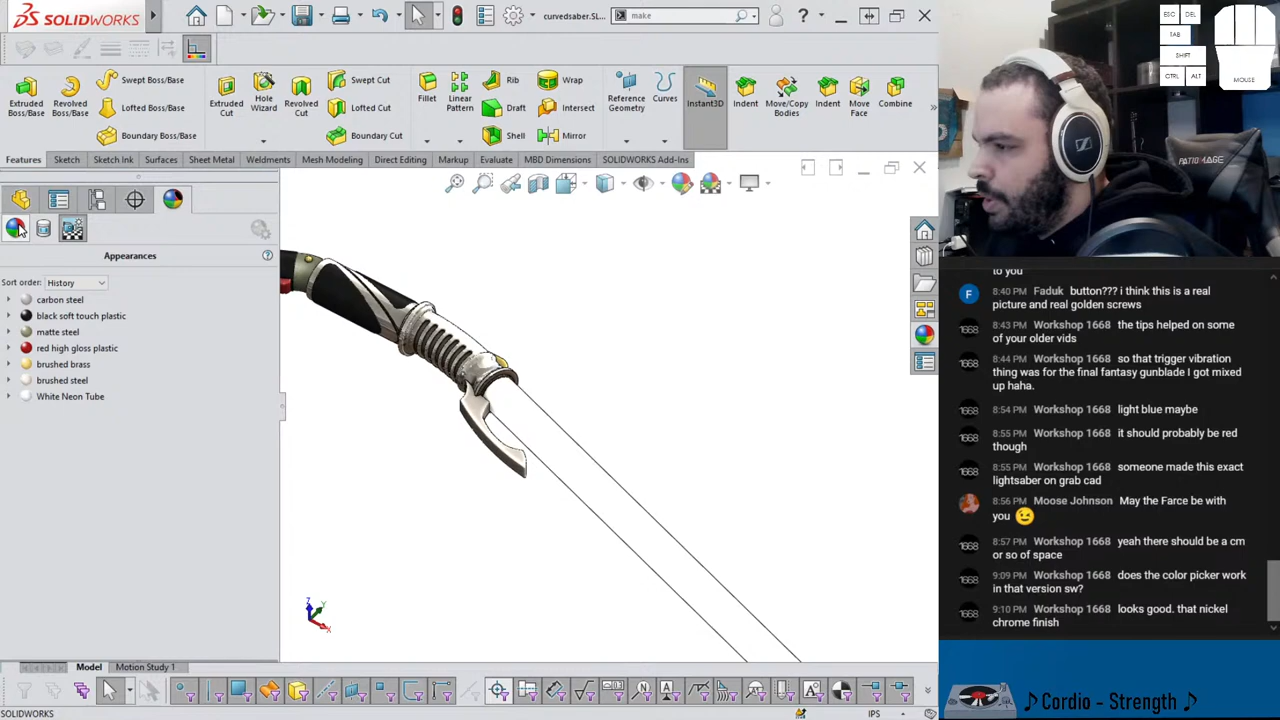 SOLIDWORKS
curvedsaber.SL...
make
Extruded Boss/Base
Revolved Boss/Base
Swept Boss/Base
Lofted Boss/Base
Boundary Boss/Base
Extruded Cut
Hole Wizard
Revolved Cut
Swept Cut
Lofted Cut
Boundary Cut
Fillet
Linear Pattern
Rib
Draft
Shell
Wrap
Intersect
Mirror
Reference Geometry
Curves
Instant3D
Indent
Move/Copy Bodies
Indent
Move Face
Combine
Features
Sketch
Sketch Ink
Surfaces
Sheet Metal
Weldments
Mesh Modeling
Direct Editing
Markup
Evaluate
MBD Dimensions
SOLIDWORKS Add-Ins
Appearances
Sort order: History
carbon steel
black soft touch plastic
matte steel
red high gloss plastic
brushed brass
brushed steel
White Neon Tube
Z
Y
X
Model
Motion Study 1
SOLIDWORKS
IPS
ESC
DEL
TAB
SHIFT
CTRL
ALT
MOUSE
PATIOMAGE
to you
F
8:40 PM Faduk button??? i think this is a real
picture and real golden screws
1668
8:43 PM Workshop 1668 the tips helped on some
of your older vids
1668
8:44 PM Workshop 1668 so that trigger vibration
thing was for the final fantasy gunblade I got mixed
up haha.
1668
8:54 PM Workshop 1668 light blue maybe
1668
8:55 PM Workshop 1668 it should probably be red
though
1668
8:55 PM Workshop 1668 someone made this exact
lightsaber on grab cad
8:56 PM Moose Johnson May the Farce be with
you 😉
1668
8:57 PM Workshop 1668 yeah there should be a cm
or so of space
1668
9:09 PM Workshop 1668 does the color picker work
in that version sw?
1668
9:10 PM Workshop 1668 looks good. that nickel
chrome finish
♪ Cordio - Strength ♪